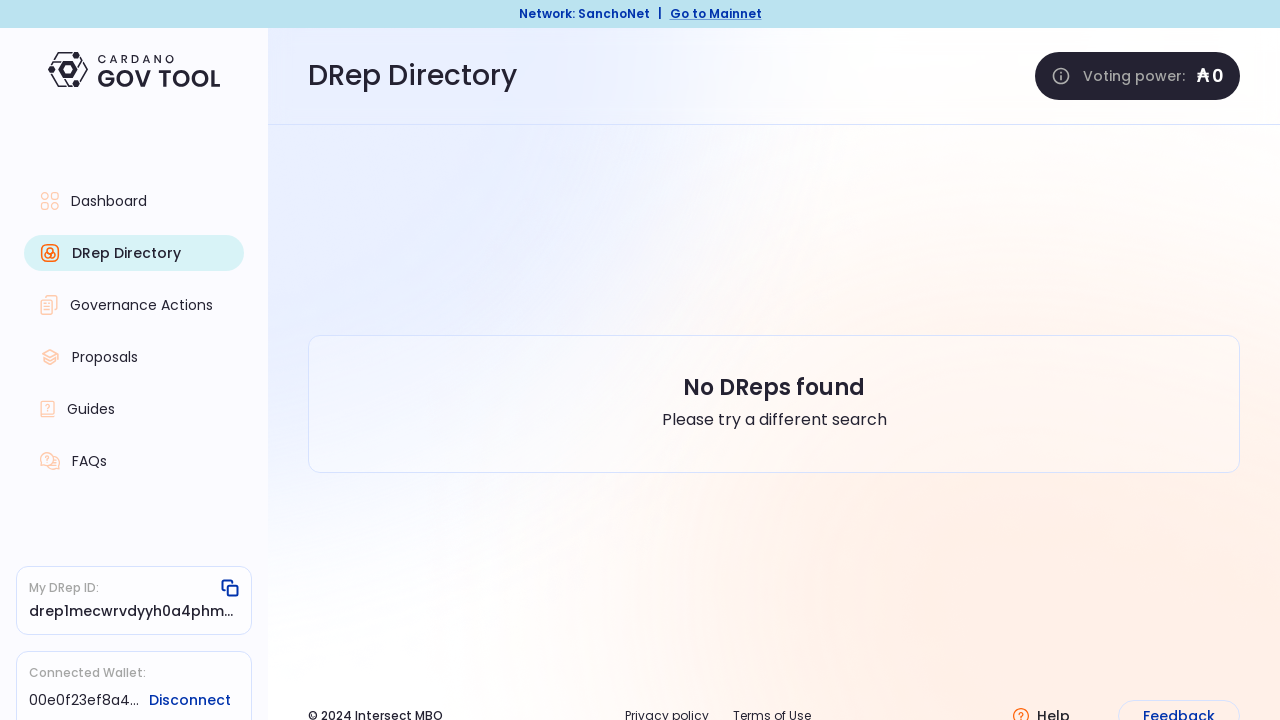 Network: SanchoNet | Go to Mainnet
CARDANO
GOV TOOL
DRep Directory
Voting power: ₳0
Dashboard
DRep Directory
Governance Actions
Proposals
Guides
FAQs
No DReps found
Please try a different search
My DRep ID:
drep1mecwrvdyyh0a4phm...
Connected Wallet:
00e0f23ef8a4... Disconnect
© 2024 Intersect MBO Privacy policy Terms of Use Help Feedback